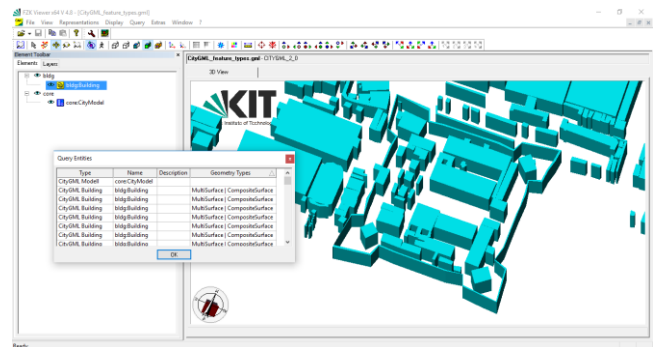 FZK Viewer x64 V 4.0 - [CityGML_feature_types.gml]
File View Representations Display Query Extras Window ?
Element Toolbar
Elements Layers
bldg
bldg:Building
core
core:CityModel
CityGML_feature_types.gml - CITYGML_2_0
3D View
KIT
Institute of Technology
Query Entities
Type Name Description Geometry Types
CityGML Modell core:CityModel
CityGML Building bldg:Building MultiSurface | CompositeSurface
CityGML Building bldg:Building MultiSurface | CompositeSurface
CityGML Building bldg:Building MultiSurface | CompositeSurface
CityGML Building bldg:Building MultiSurface | CompositeSurface
CityGML Building bldg:Building MultiSurface | CompositeSurface
CityGML Building bldg:Building MultiSurface | CompositeSurface
CityGML Building bldg:Building MultiSurface | CompositeSurface
OK
Ready